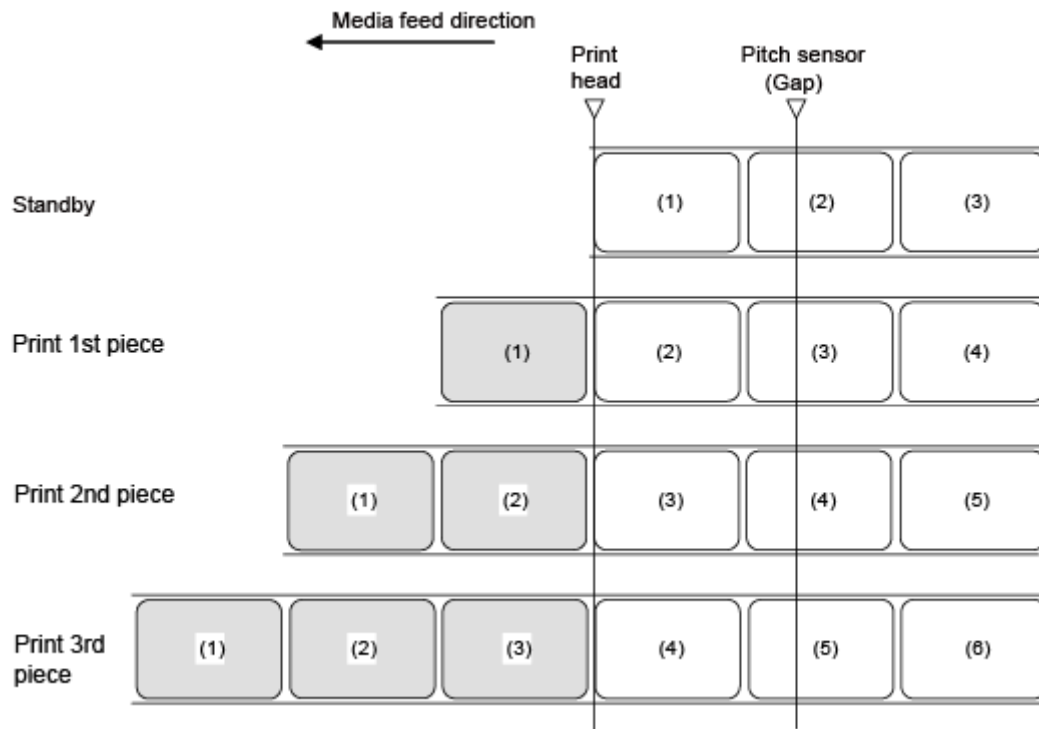 Media feed direction
Print
head
Pitch sensor
(Gap)
Standby
(1)
(2)
(3)
Print 1st piece
(1)
(2)
(3)
(4)
Print 2nd piece
(1)
(2)
(3)
(4)
(5)
Print 3rd
piece
(1)
(2)
(3)
(4)
(5)
(6)